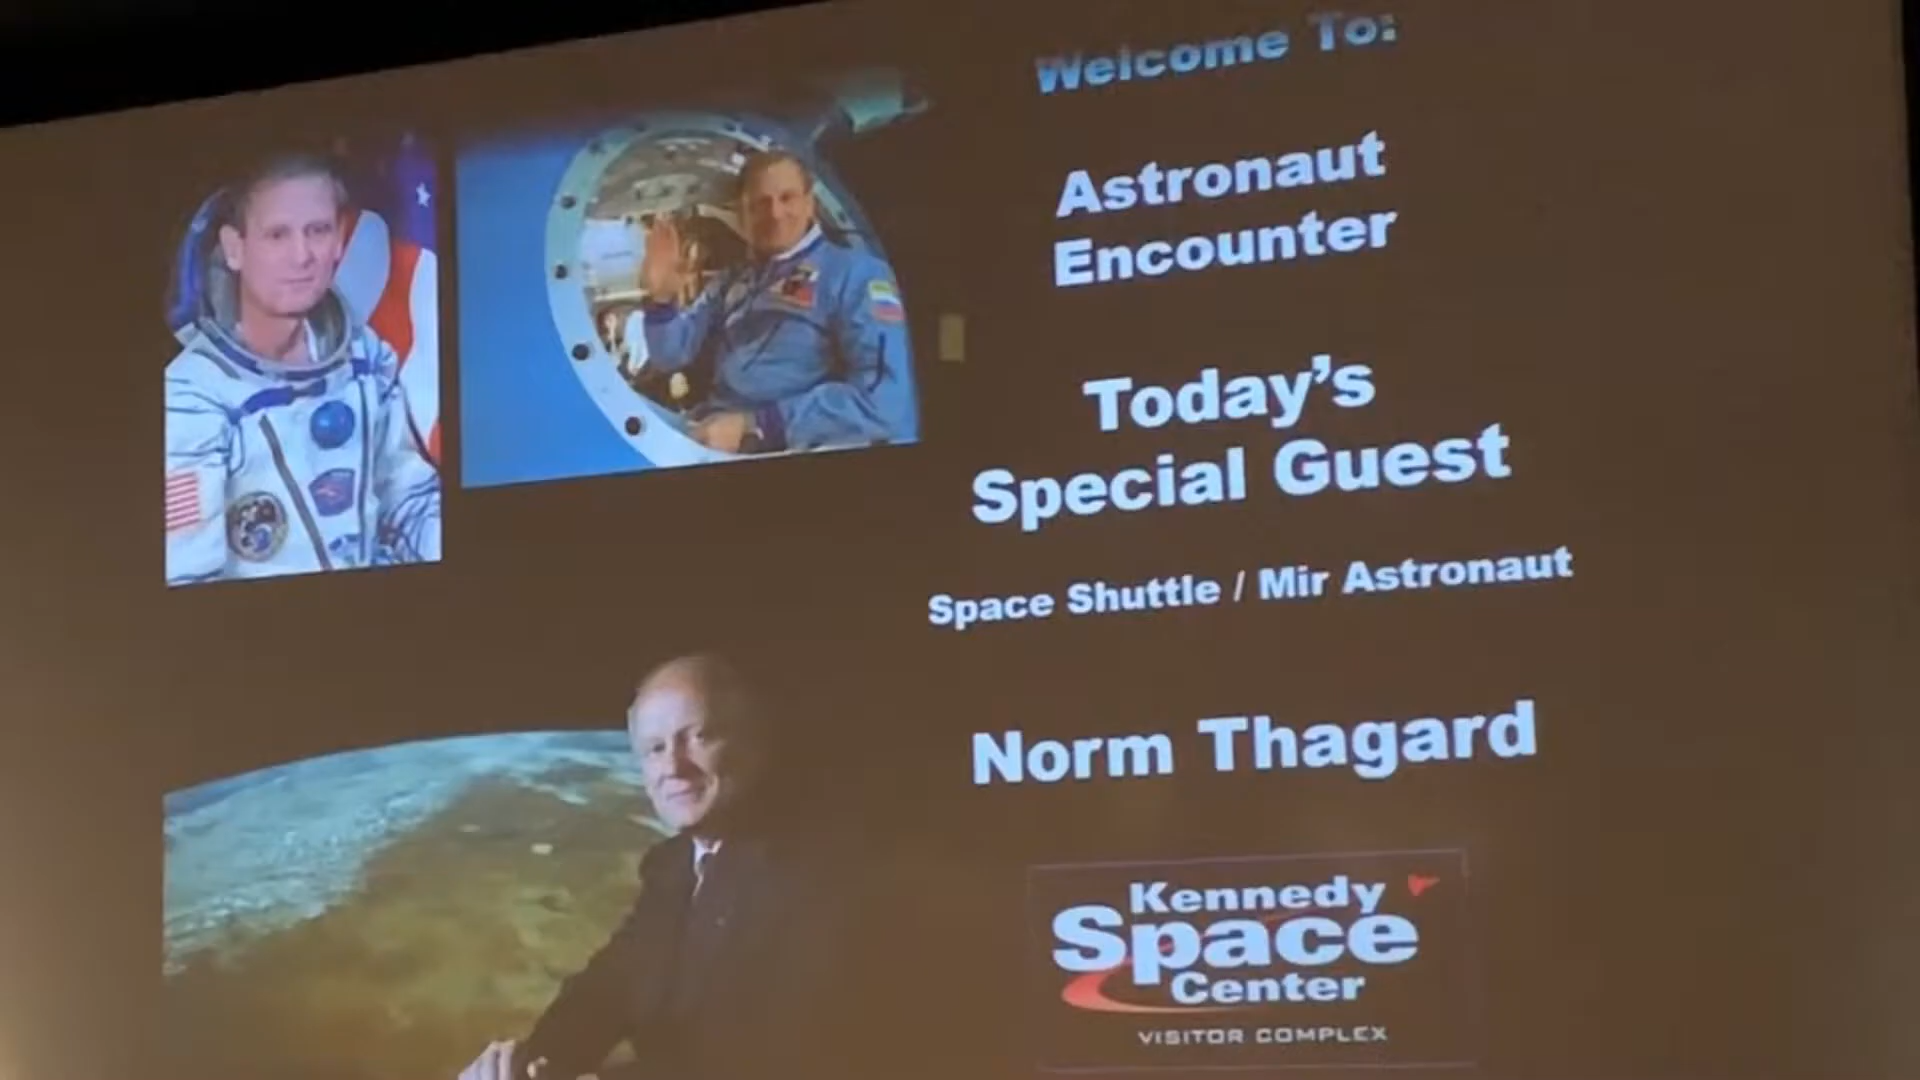 Welcome To:
Astronaut
Encounter
Today's
Special Guest
Space Shuttle / Mir Astronaut
Norm Thagard
Kennedy
Space
Center
VISITOR COMPLEX